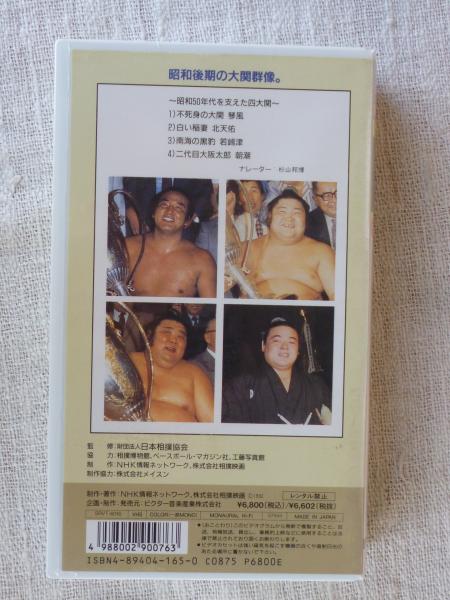 昭和後期の大関群像。
～昭和50年代を支えた四大関～
1)不死身の大関 琴風
2)白い稲妻 北天佑
3)南海の黒豹 若嶋津
4)二代目大阪太郎 朝潮
ナレーター 杉山邦博
監 修:財団法人日本相撲協会
協 力:相撲博物館、ベースボール・マガジン社、工藤写真館
制 作:NHK情報ネットワーク、株式会社相撲映画
制作協力:株式会社メイスン
制作・著作:NHK情報ネットワーク、株式会社相撲映画
企画・制作/発売元:ビクター音楽産業株式会社
レンタル禁止
¥6,800(税込)/¥6,602(税抜)
VHS COLOR MONO MONAURAL Hi-Fi MADE IN JAPAN
4 988002 900763
ISBN4-89404-165-0 C0875 P6800E